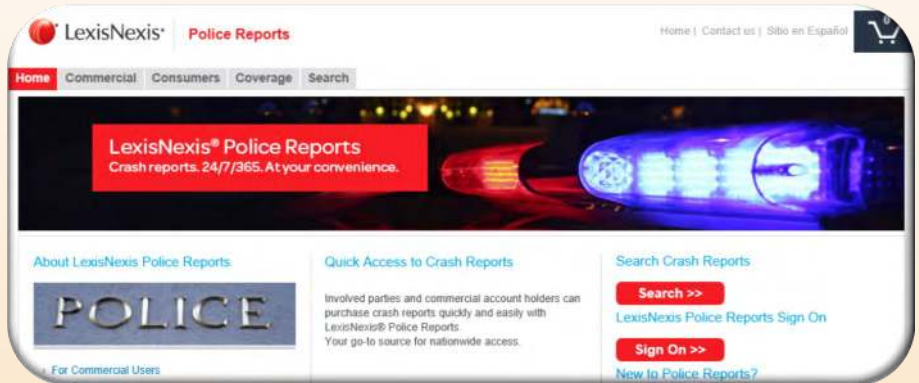 LexisNexis® Police Reports
Home | Contact us | Sitio en Español
0
Home Commercial Consumers Coverage Search
LexisNexis® Police Reports
Crash reports. 24/7/365. At your convenience.
About LexisNexis Police Reports
POLICE
For Commercial Users
Quick Access to Crash Reports
Involved parties and commercial account holders can
purchase crash reports quickly and easily with
LexisNexis® Police Reports
Your go-to source for nationwide access.
Search Crash Reports
Search >>
LexisNexis Police Reports Sign On
Sign On >>
New to Police Reports?